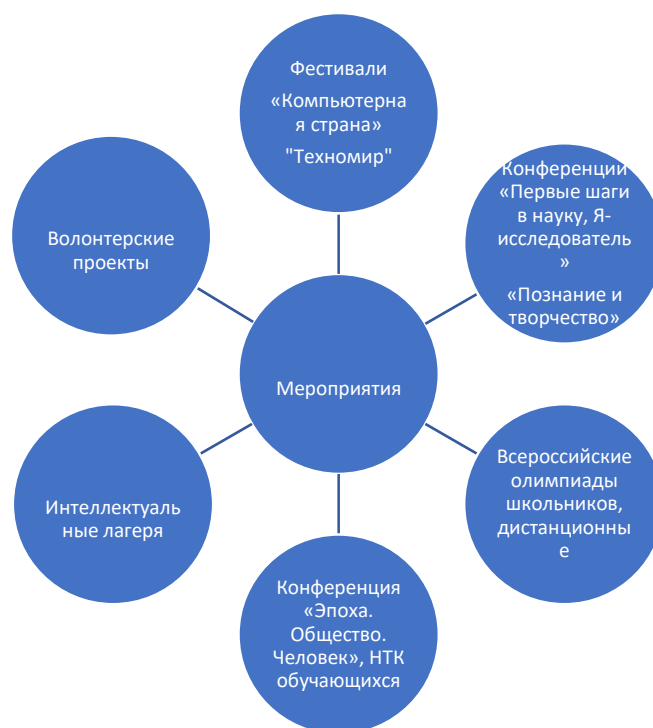 Фестивали
«Компьютерна
я страна»
"Техномир"
Конференции
«Первые шаги
в науку, Я-
исследователь
»
«Познание и
творчество»
Волонтерские
проекты
Мероприятия
Всероссийские
олимпиады
школьников,
дистанционны
е
Интеллектуаль
ные лагеря
Конференция
«Эпоха.
Общество.
Человек», НТК
обучающихся